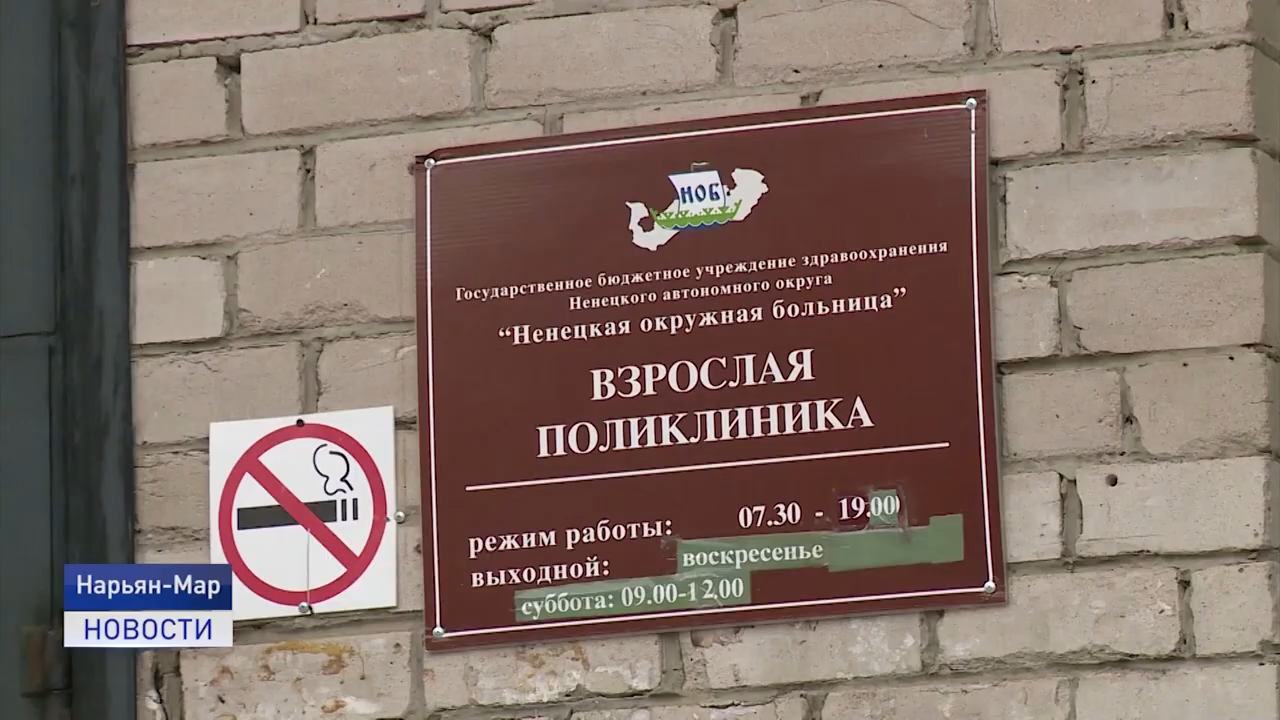 НОБ
Государственное бюджетное учреждение здравоохранения
Ненецкого автономного округа
“Ненецкая окружная больница”
ВЗРОСЛАЯ
ПОЛИКЛИНИКА
режим работы: 07.30 - 19.00
выходной: воскресенье
суббота: 09.00-12.00
Нарьян-Мар
НОВОСТИ